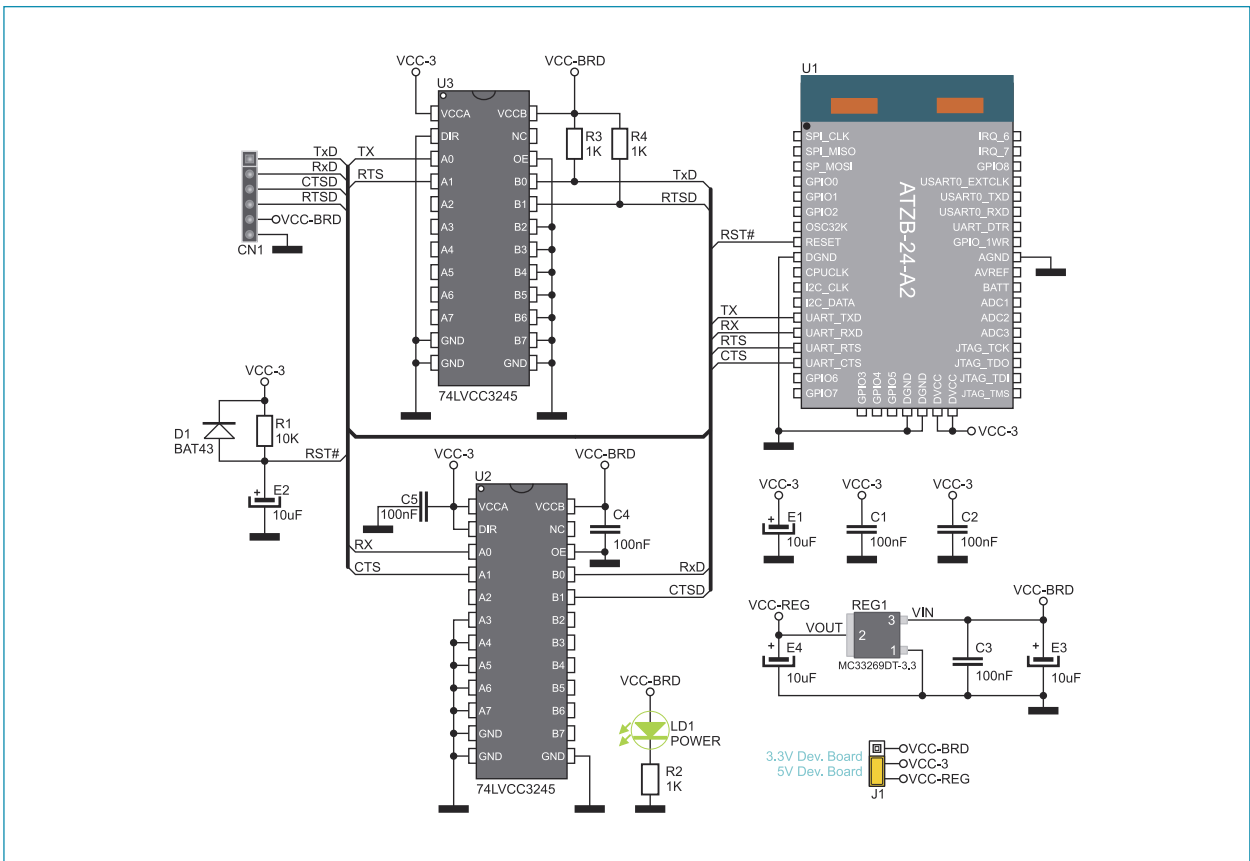 VCC-3
U3
VCC-BRD
VCCA
VCCB
DIR
NC
A0
OE
A1
B0
A2
B1
A3
B2
A4
B3
A5
B4
A6
B5
A7
B6
GND
B7
GND
GND
74LVCC3245
R3
1K
R4
1K
TxD
RxD
CTSD
RTSD
VCC-BRD
CN1
TX
RTS
TxD
RTSD
RST#
TX
RX
RTS
CTS
U1
ATZB-24-A2
SPI_CLK
SPI_MISO
SP_MOSI
GPIO0
GPIO1
GPIO2
OSC32K
RESET
DGND
CPUCLK
I2C_CLK
I2C_DATA
UART_TXD
UART_RXD
UART_RTS
UART_CTS
GPIO6
GPIO7
GPIO3
GPIO4
GPIO5
DGND
DGND
DVCC
DVCC
IRQ_6
IRQ_7
GPIO8
USART0_EXTCLK
USART0_TXD
USART0_RXD
UART_DTR
GPIO_1WR
AGND
AVREF
BATT
ADC1
ADC2
ADC3
JTAG_TCK
JTAG_TDO
JTAG_TDI
JTAG_TMS
VCC-3
VCC-3
D1
BAT43
R1
10K
RST#
E2
10uF
VCC-3
U2
VCC-BRD
C5
100nF
C4
100nF
VCCA
VCCB
DIR
NC
A0
OE
A1
B0
A2
B1
A3
B2
A4
B3
A5
B4
A6
B5
A7
B6
GND
B7
GND
GND
74LVCC3245
RX
CTS
RxD
CTSD
VCC-BRD
LD1
POWER
R2
1K
VCC-3
E1
10uF
VCC-3
C1
100nF
VCC-3
C2
100nF
VCC-REG
REG1
VCC-BRD
VOUT
VIN
3
2
1
MC33269DT-3.3
E4
10uF
C3
100nF
E3
10uF
3.3V Dev. Board
5V Dev. Board
VCC-BRD
VCC-3
VCC-REG
J1